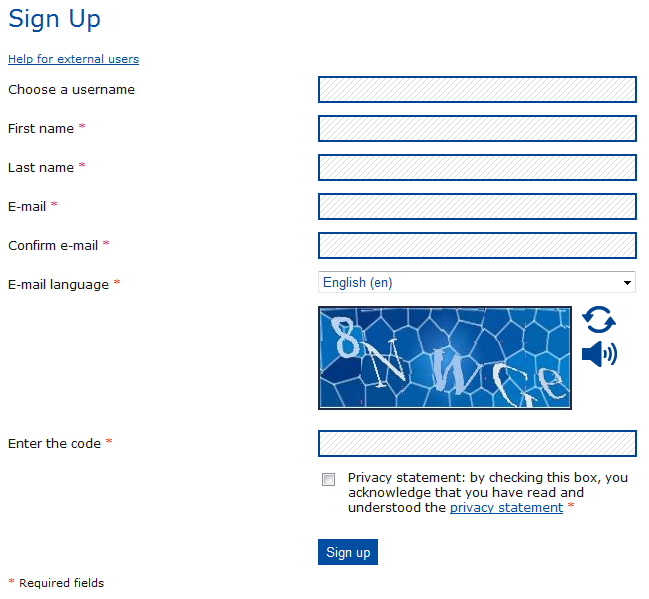 Sign Up
Help for external users
Choose a username
First name *
Last name *
E-mail *
Confirm e-mail *
E-mail language *
English (en)
Enter the code *
Privacy statement: by checking this box, you
acknowledge that you have read and
understood the privacy statement *
Sign up
* Required fields